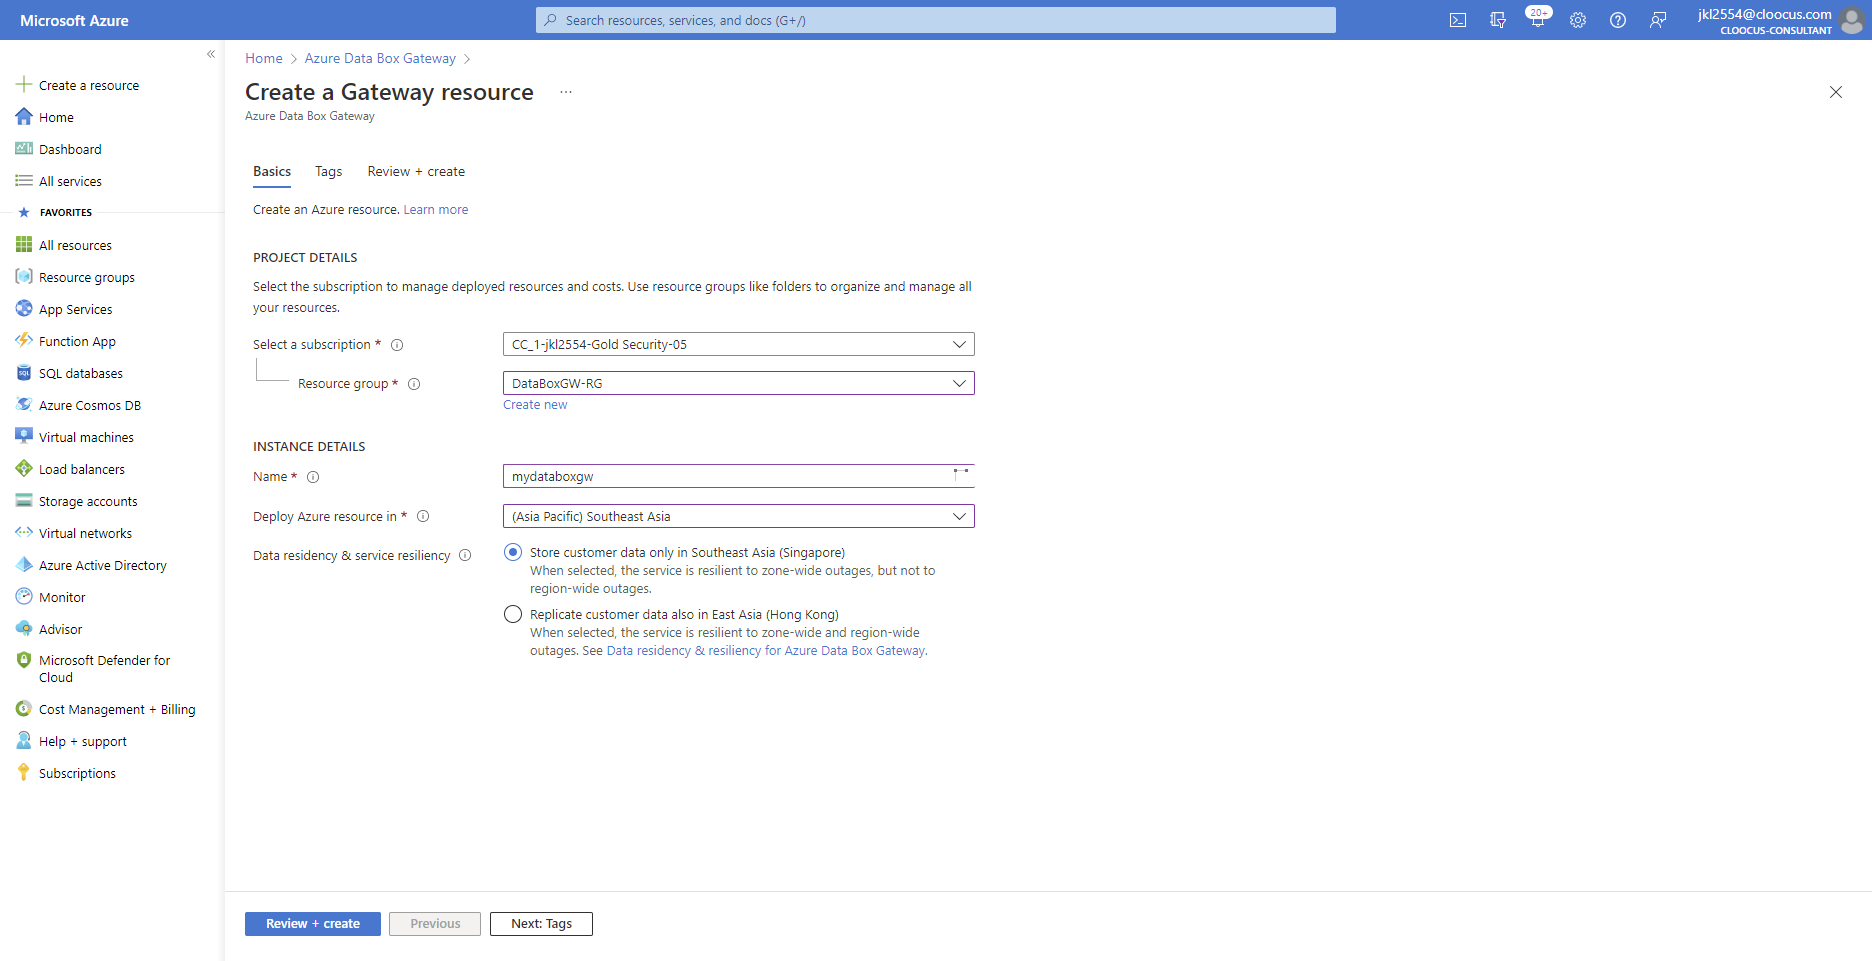 Microsoft Azure
Search resources, services, and docs (G+/)
20+
jkl2554@cloocus.com
CLOOCUS-CONSULTANT
Create a resource
Home
Dashboard
All services
FAVORITES
All resources
Resource groups
App Services
Function App
SQL databases
Azure Cosmos DB
Virtual machines
Load balancers
Storage accounts
Virtual networks
Azure Active Directory
Monitor
Advisor
Microsoft Defender for
Cloud
Cost Management + Billing
Help + support
Subscriptions
Home > Azure Data Box Gateway >
Create a Gateway resource ...
Azure Data Box Gateway
Basics Tags Review + create
Create an Azure resource. Learn more
PROJECT DETAILS
Select the subscription to manage deployed resources and costs. Use resource groups like folders to organize and manage all
your resources.
Select a subscription * CC_1-jkl2554-Gold Security-05
Resource group * DataBoxGW-RG
Create new
INSTANCE DETAILS
Name * mydataboxgw
Deploy Azure resource in * (Asia Pacific) Southeast Asia
Data residency & service resiliency
Store customer data only in Southeast Asia (Singapore)
When selected, the service is resilient to zone-wide outages, but not to
region-wide outages.
Replicate customer data also in East Asia (Hong Kong)
When selected, the service is resilient to zone-wide and region-wide
outages. See Data residency & resiliency for Azure Data Box Gateway.
Review + create Previous Next: Tags